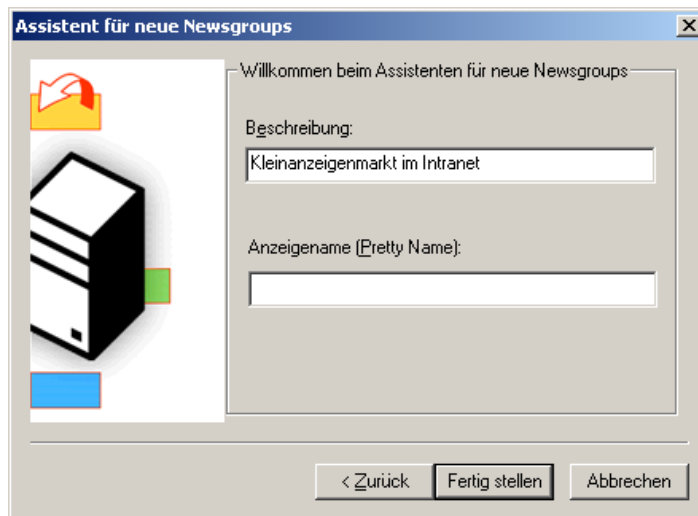 Assistent für neue Newsgroups
Willkommen beim Assistenten für neue Newsgroups
Beschreibung:
Kleinanzeigenmarkt im Intranet
Anzeigename (Pretty Name):
< Zurück Fertig stellen Abbrechen